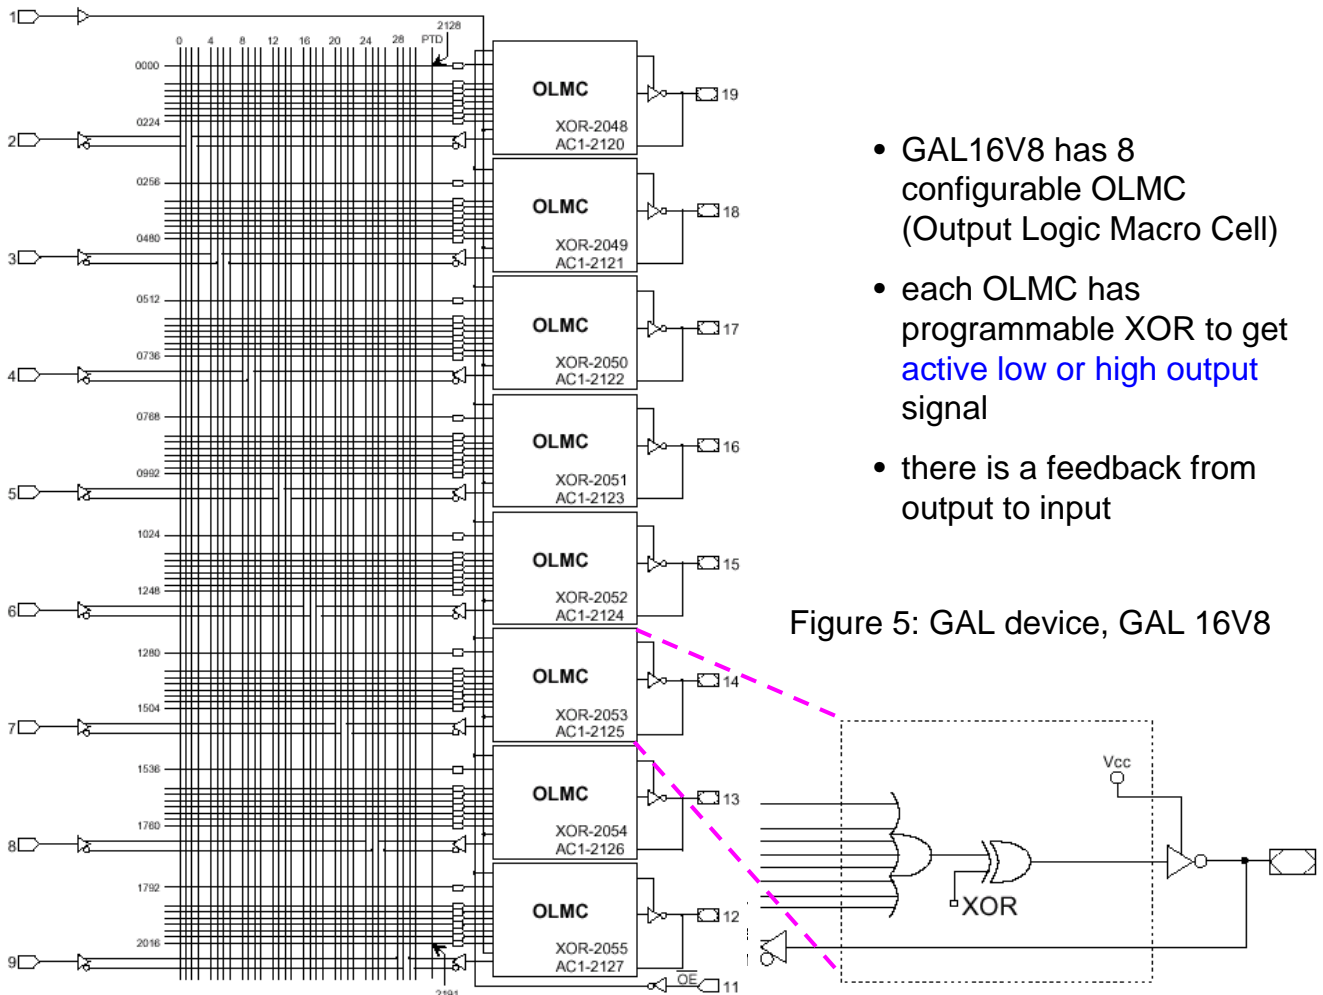 1
2128
0 4 8 12 16 20 24 28 PTD
0000
OLMC
19
0224
XOR-2048
2
AC1-2120
0256
OLMC
18
0480
XOR-2049
3
AC1-2121
0512
OLMC
17
0736
XOR-2050
4
AC1-2122
0768
OLMC
16
0992
XOR-2051
5
AC1-2123
1024
OLMC
15
1248
XOR-2052
6
AC1-2124
1280
OLMC
14
1504
XOR-2053
7
AC1-2125
1536
OLMC
13
1760
XOR-2054
8
AC1-2126
1792
OLMC
12
2016
XOR-2055
9
AC1-2127
OE
11
2191
• GAL16V8 has 8
configurable OLMC
(Output Logic Macro Cell)
• each OLMC has
programmable XOR to get
active low or high output
signal
• there is a feedback from
output to input
Figure 5: GAL device, GAL 16V8
Vcc
XOR